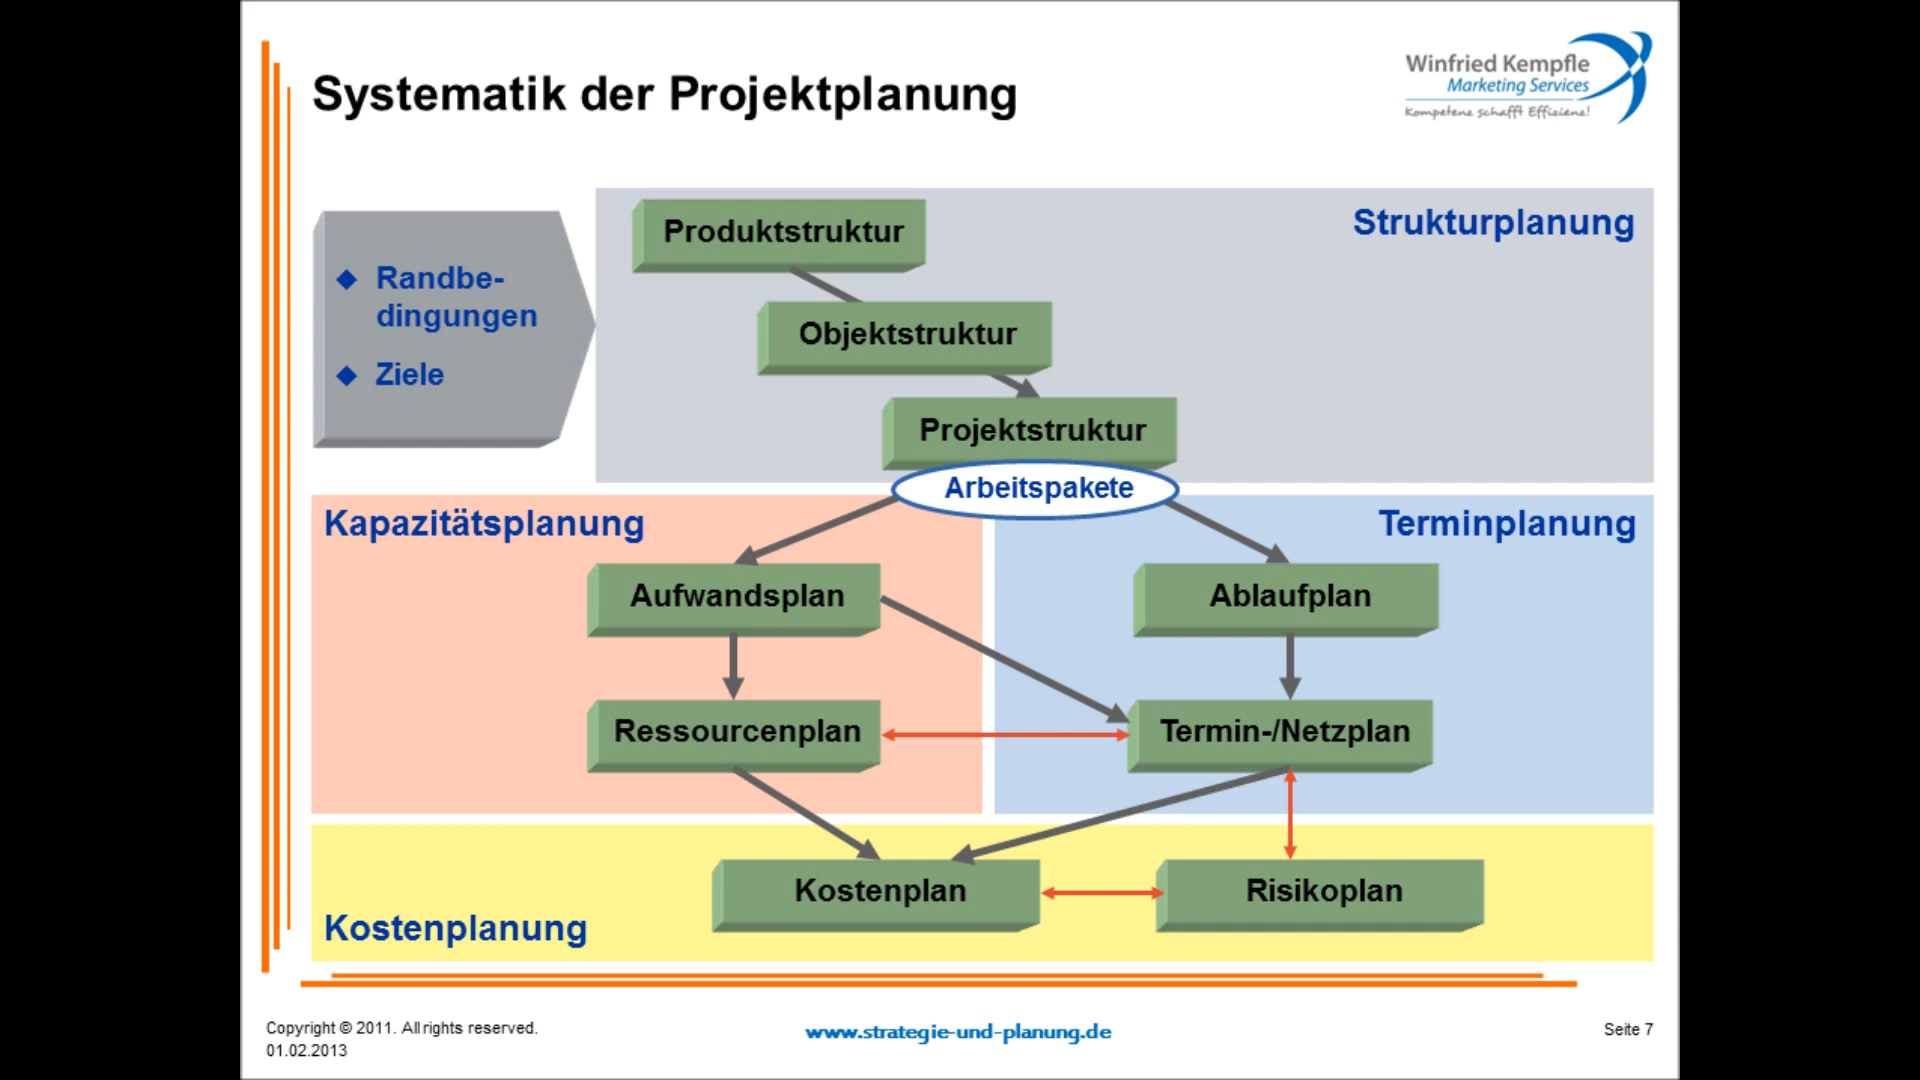 Systematik der Projektplanung
Winfried Kempfle
Marketing Services
Kompetenz schafft Effizienz!
Randbe-
dingungen
Ziele
Produktstruktur
Strukturplanung
Objektstruktur
Projektstruktur
Arbeitspakete
Kapazitätsplanung
Terminplanung
Aufwandsplan
Ablaufplan
Ressourcenplan
Termin-/Netzplan
Kostenplan
Risikoplan
Kostenplanung
Copyright © 2011. All rights reserved.
01.02.2013
www.strategie-und-planung.de
Seite 7